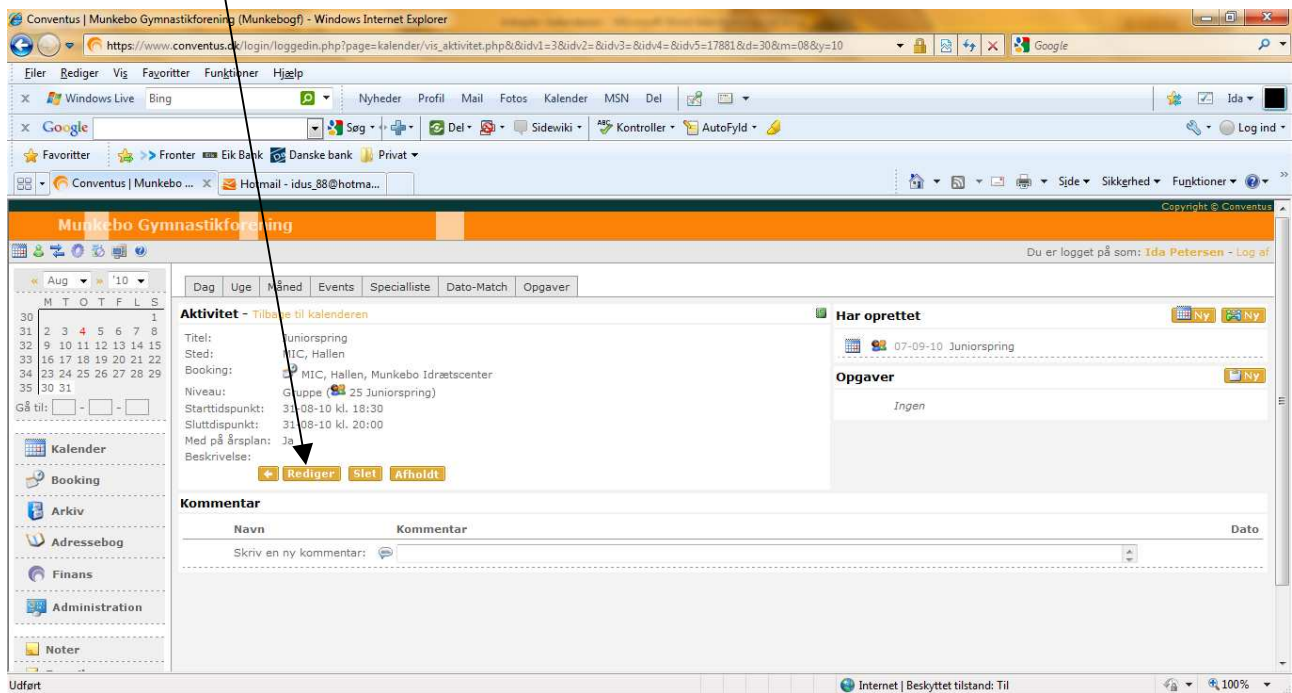 Conventus | Munkebo Gymnastikforening (Munkebogf) - Windows Internet Explorer
https://www.conventus.dk/login/loggedin.php?page=kalender/vis_aktivitet.php&&idv1=3&idv2=&idv3=&idv4=&idv5=17881&d=30&m=08&y=10 Google
Filer Rediger Vis Favoritter Funktioner Hjælp
x Windows Live Bing Nyheder Profil Mail Fotos Kalender MSN Del Ida
x Google Søg Del Sidewiki ABC Kontroller AutoFyld Log ind
Favoritter >> Fronter Eik Bank Danske bank Privat
Conventus | Munkebo ... X Hotmail - idus_88@hotma... Side Sikkerhed Funktioner »
Copyright © Conventus
Munkebo Gymnastikforening
Du er logget på som: Ida Petersen - Log af
« Aug » '10
M T O T F L S
30 1
31 2 3 4 5 6 7 8
32 9 10 11 12 13 14 15
33 16 17 18 19 20 21 22
34 23 24 25 26 27 28 29
35 30 31
Gå til: - -
Kalender
Booking
Arkiv
Adressebog
Finans
Administration
Noter
Dag Uge Måned Events Specialliste Dato-Match Opgaver
Aktivitet - Tilbage til kalenderen
Titel: Juniorspring
Sted: MIC, Hallen
Booking: MIC, Hallen, Munkebo Idrætscenter
Niveau: Gruppe (25 Juniorspring)
Starttidspunkt: 31-08-10 kl. 18:30
Sluttidspunkt: 31-08-10 kl. 20:00
Med på årsplan: Ja
Beskrivelse:
Rediger Slet Afholdt
Har oprettet Ny Ny
07-09-10 Juniorspring
Opgaver Ny
Ingen
Kommentar
Navn Kommentar Dato
Skriv en ny kommentar:
Udført Internet | Beskyttet tilstand: Til 100%